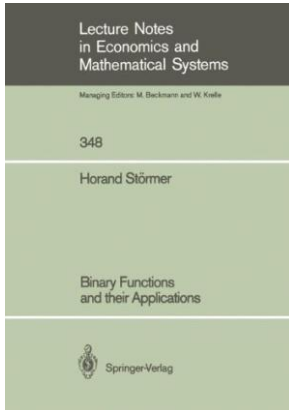 Lecture Notes
in Economics and
Mathematical Systems
Managing Editors: M. Beckmann and W. Krelle
348
Horand Störmer
Binary Functions
and their Applications
Springer-Verlag